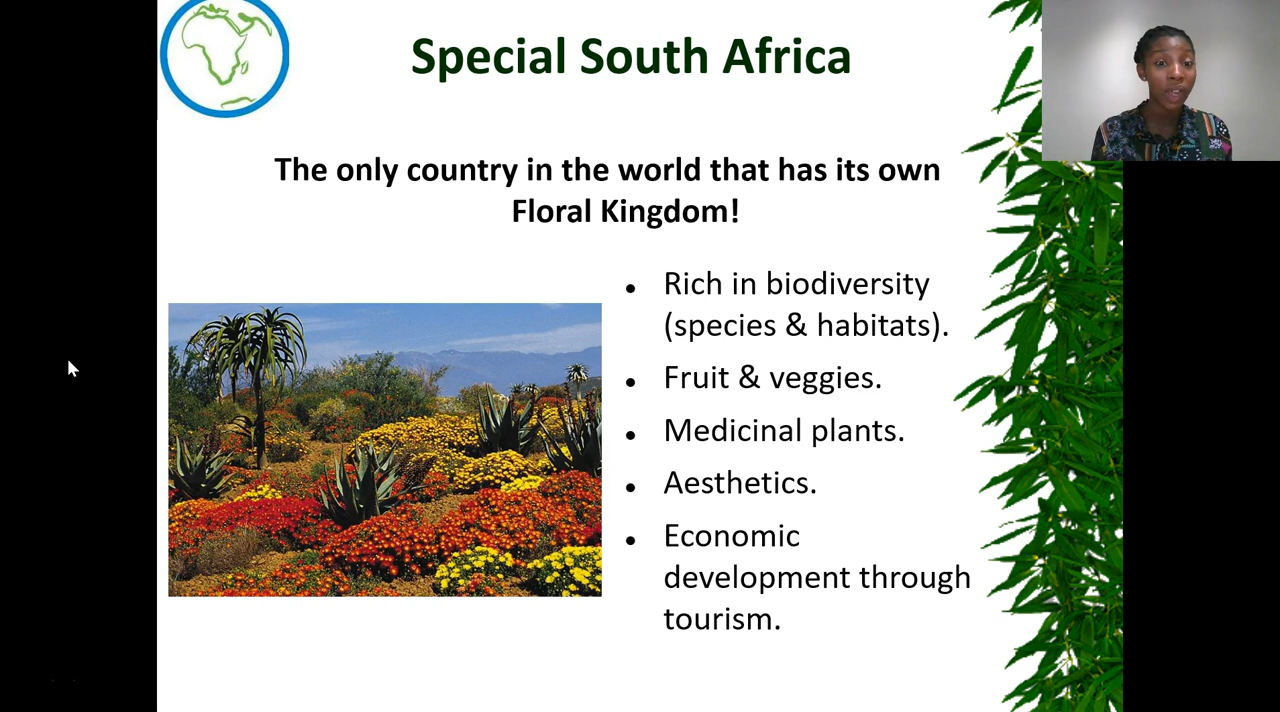 Special South Africa
The only country in the world that has its own
Floral Kingdom!
● Rich in biodiversity
(species & habitats).
● Fruit & veggies.
● Medicinal plants.
● Aesthetics.
● Economic
development through
tourism.